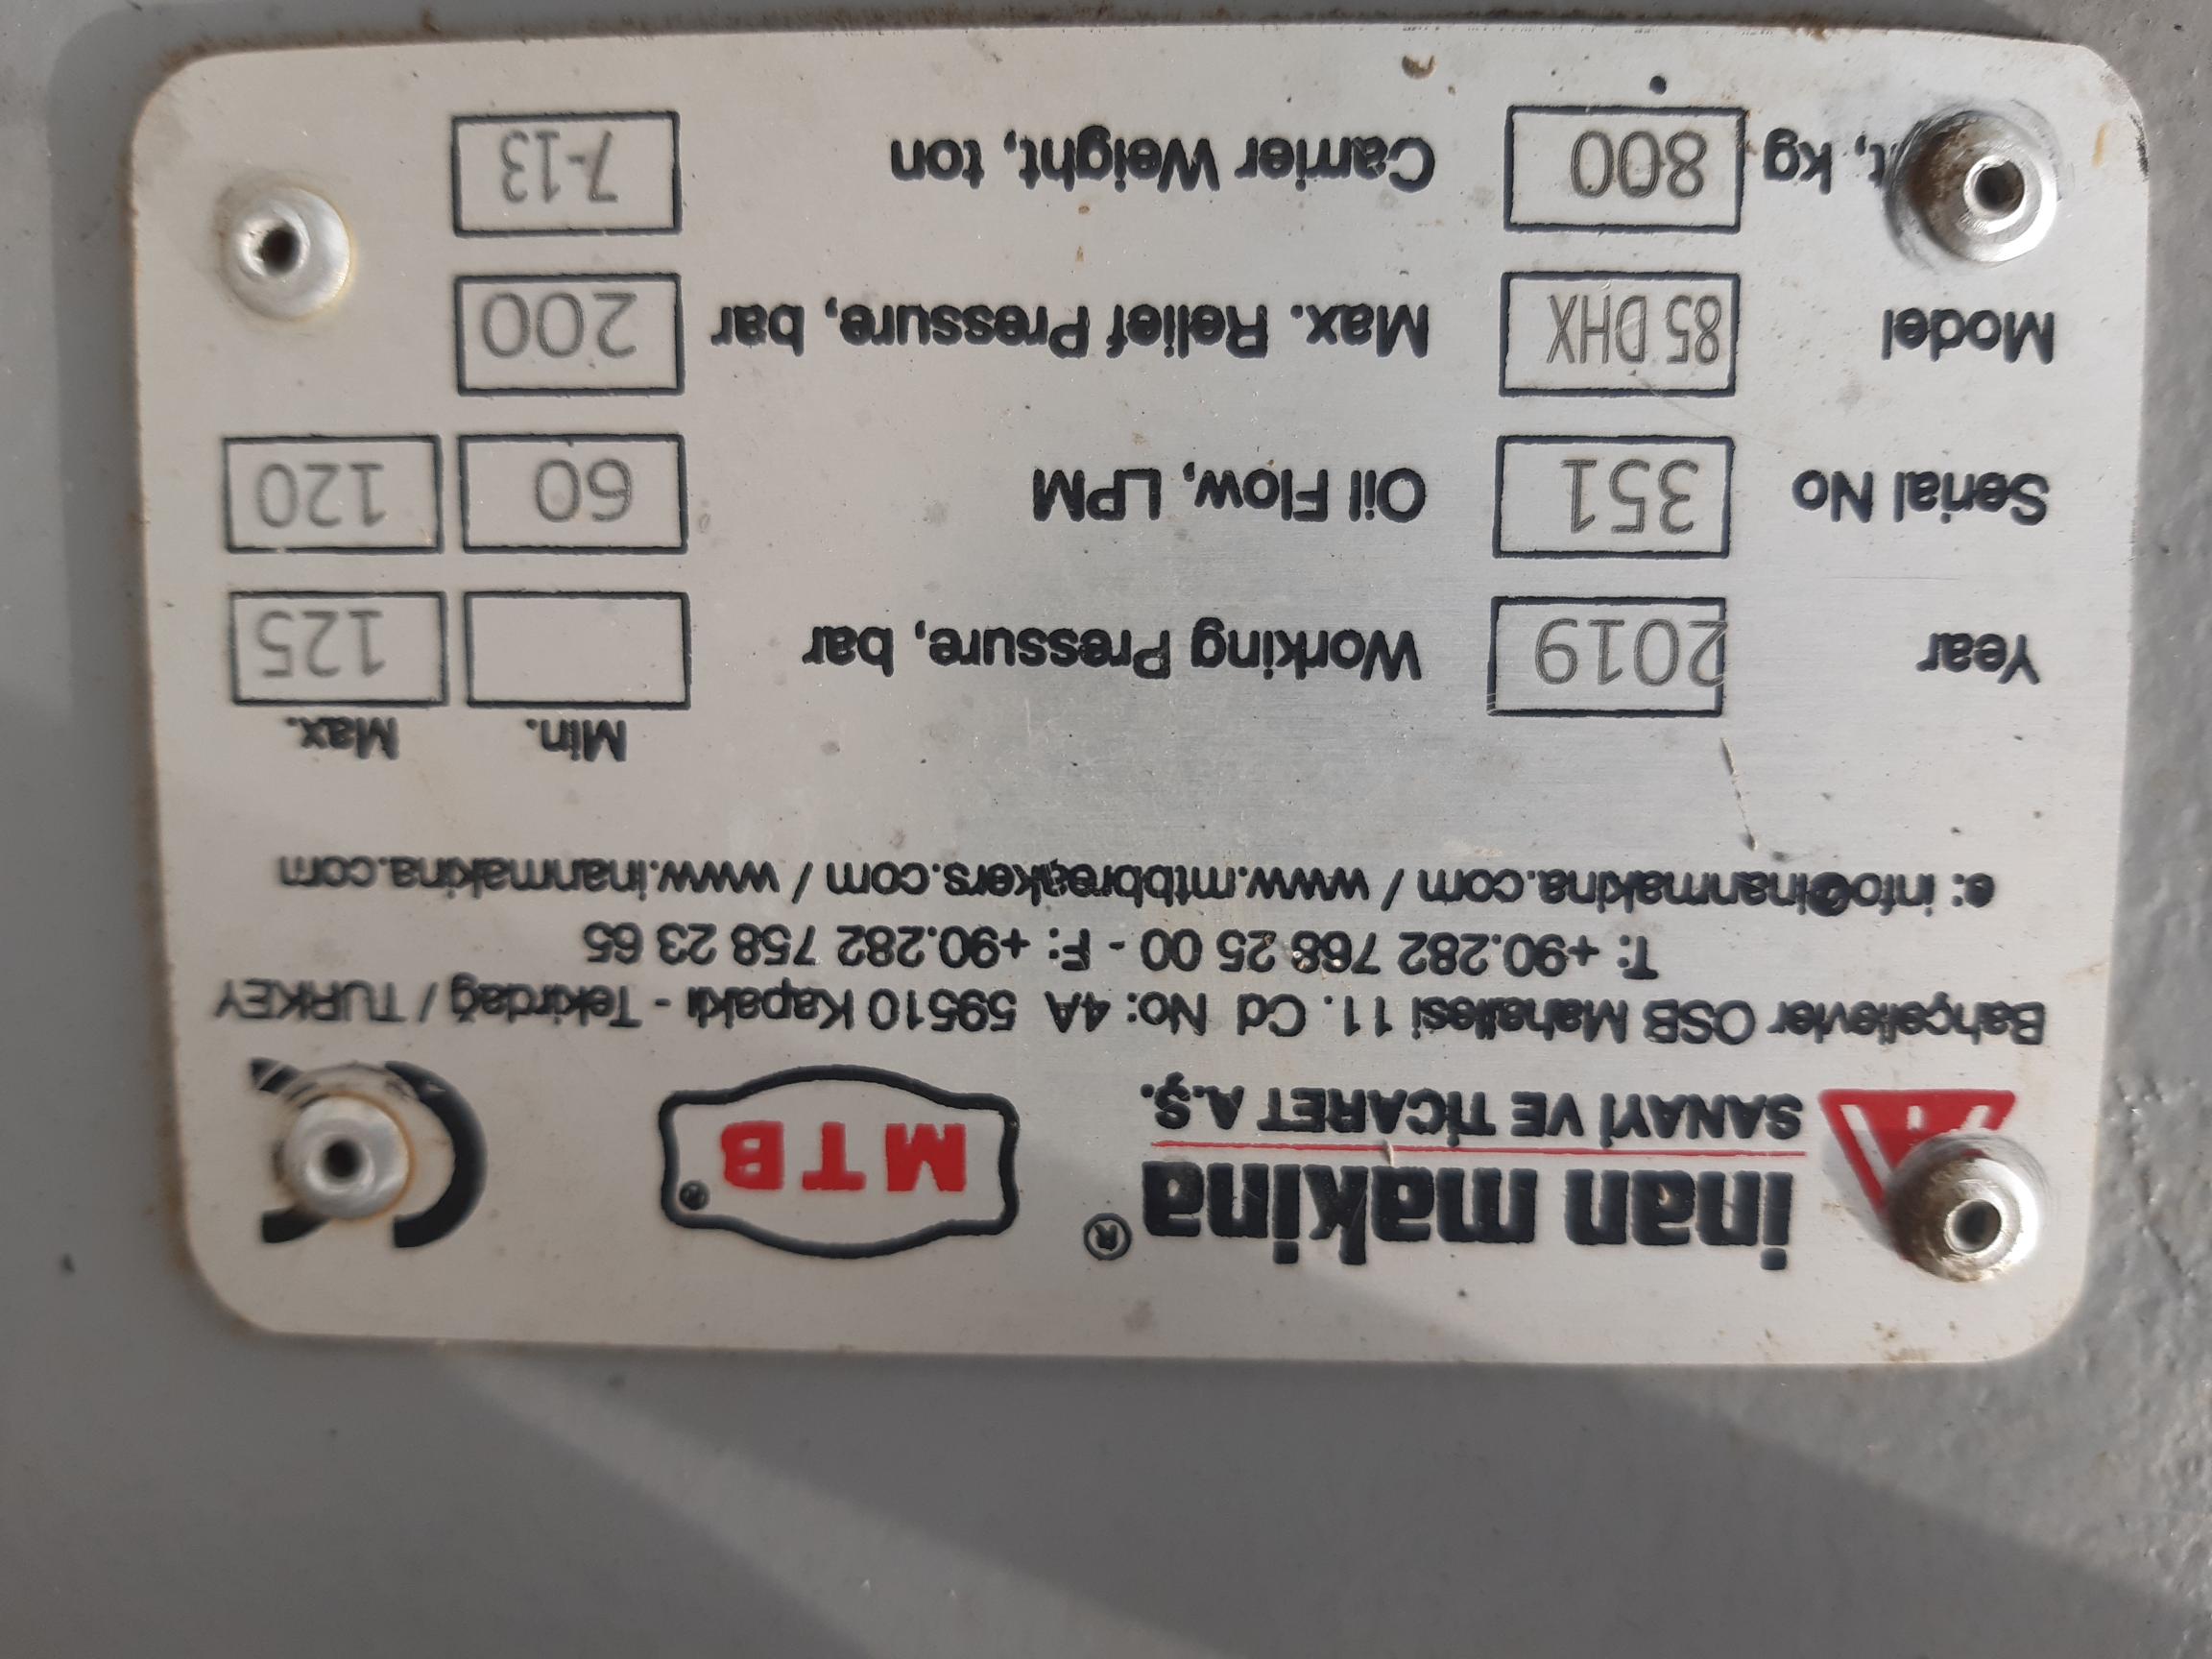 inan makina®
SANAYİ VE TİCARET A.Ş.
MTB®
Bahçelievler OSB Mahallesi 11. Cd No: 4A 59510 Kapaklı - Tekirdağ / TURKEY
T: +90.282 768 25 00 - F: +90.282 758 23 65
e: info@inanmakina.com / www.mtbbreakers.com / www.inanmakina.com
Min. Max.
Year 2019 Working Pressure, bar 125
Serial No 351 Oil Flow, LPM 60 120
Model 85 DHX Max. Relief Pressure, bar 200
t, kg 800 Carrier Weight, ton 7-13